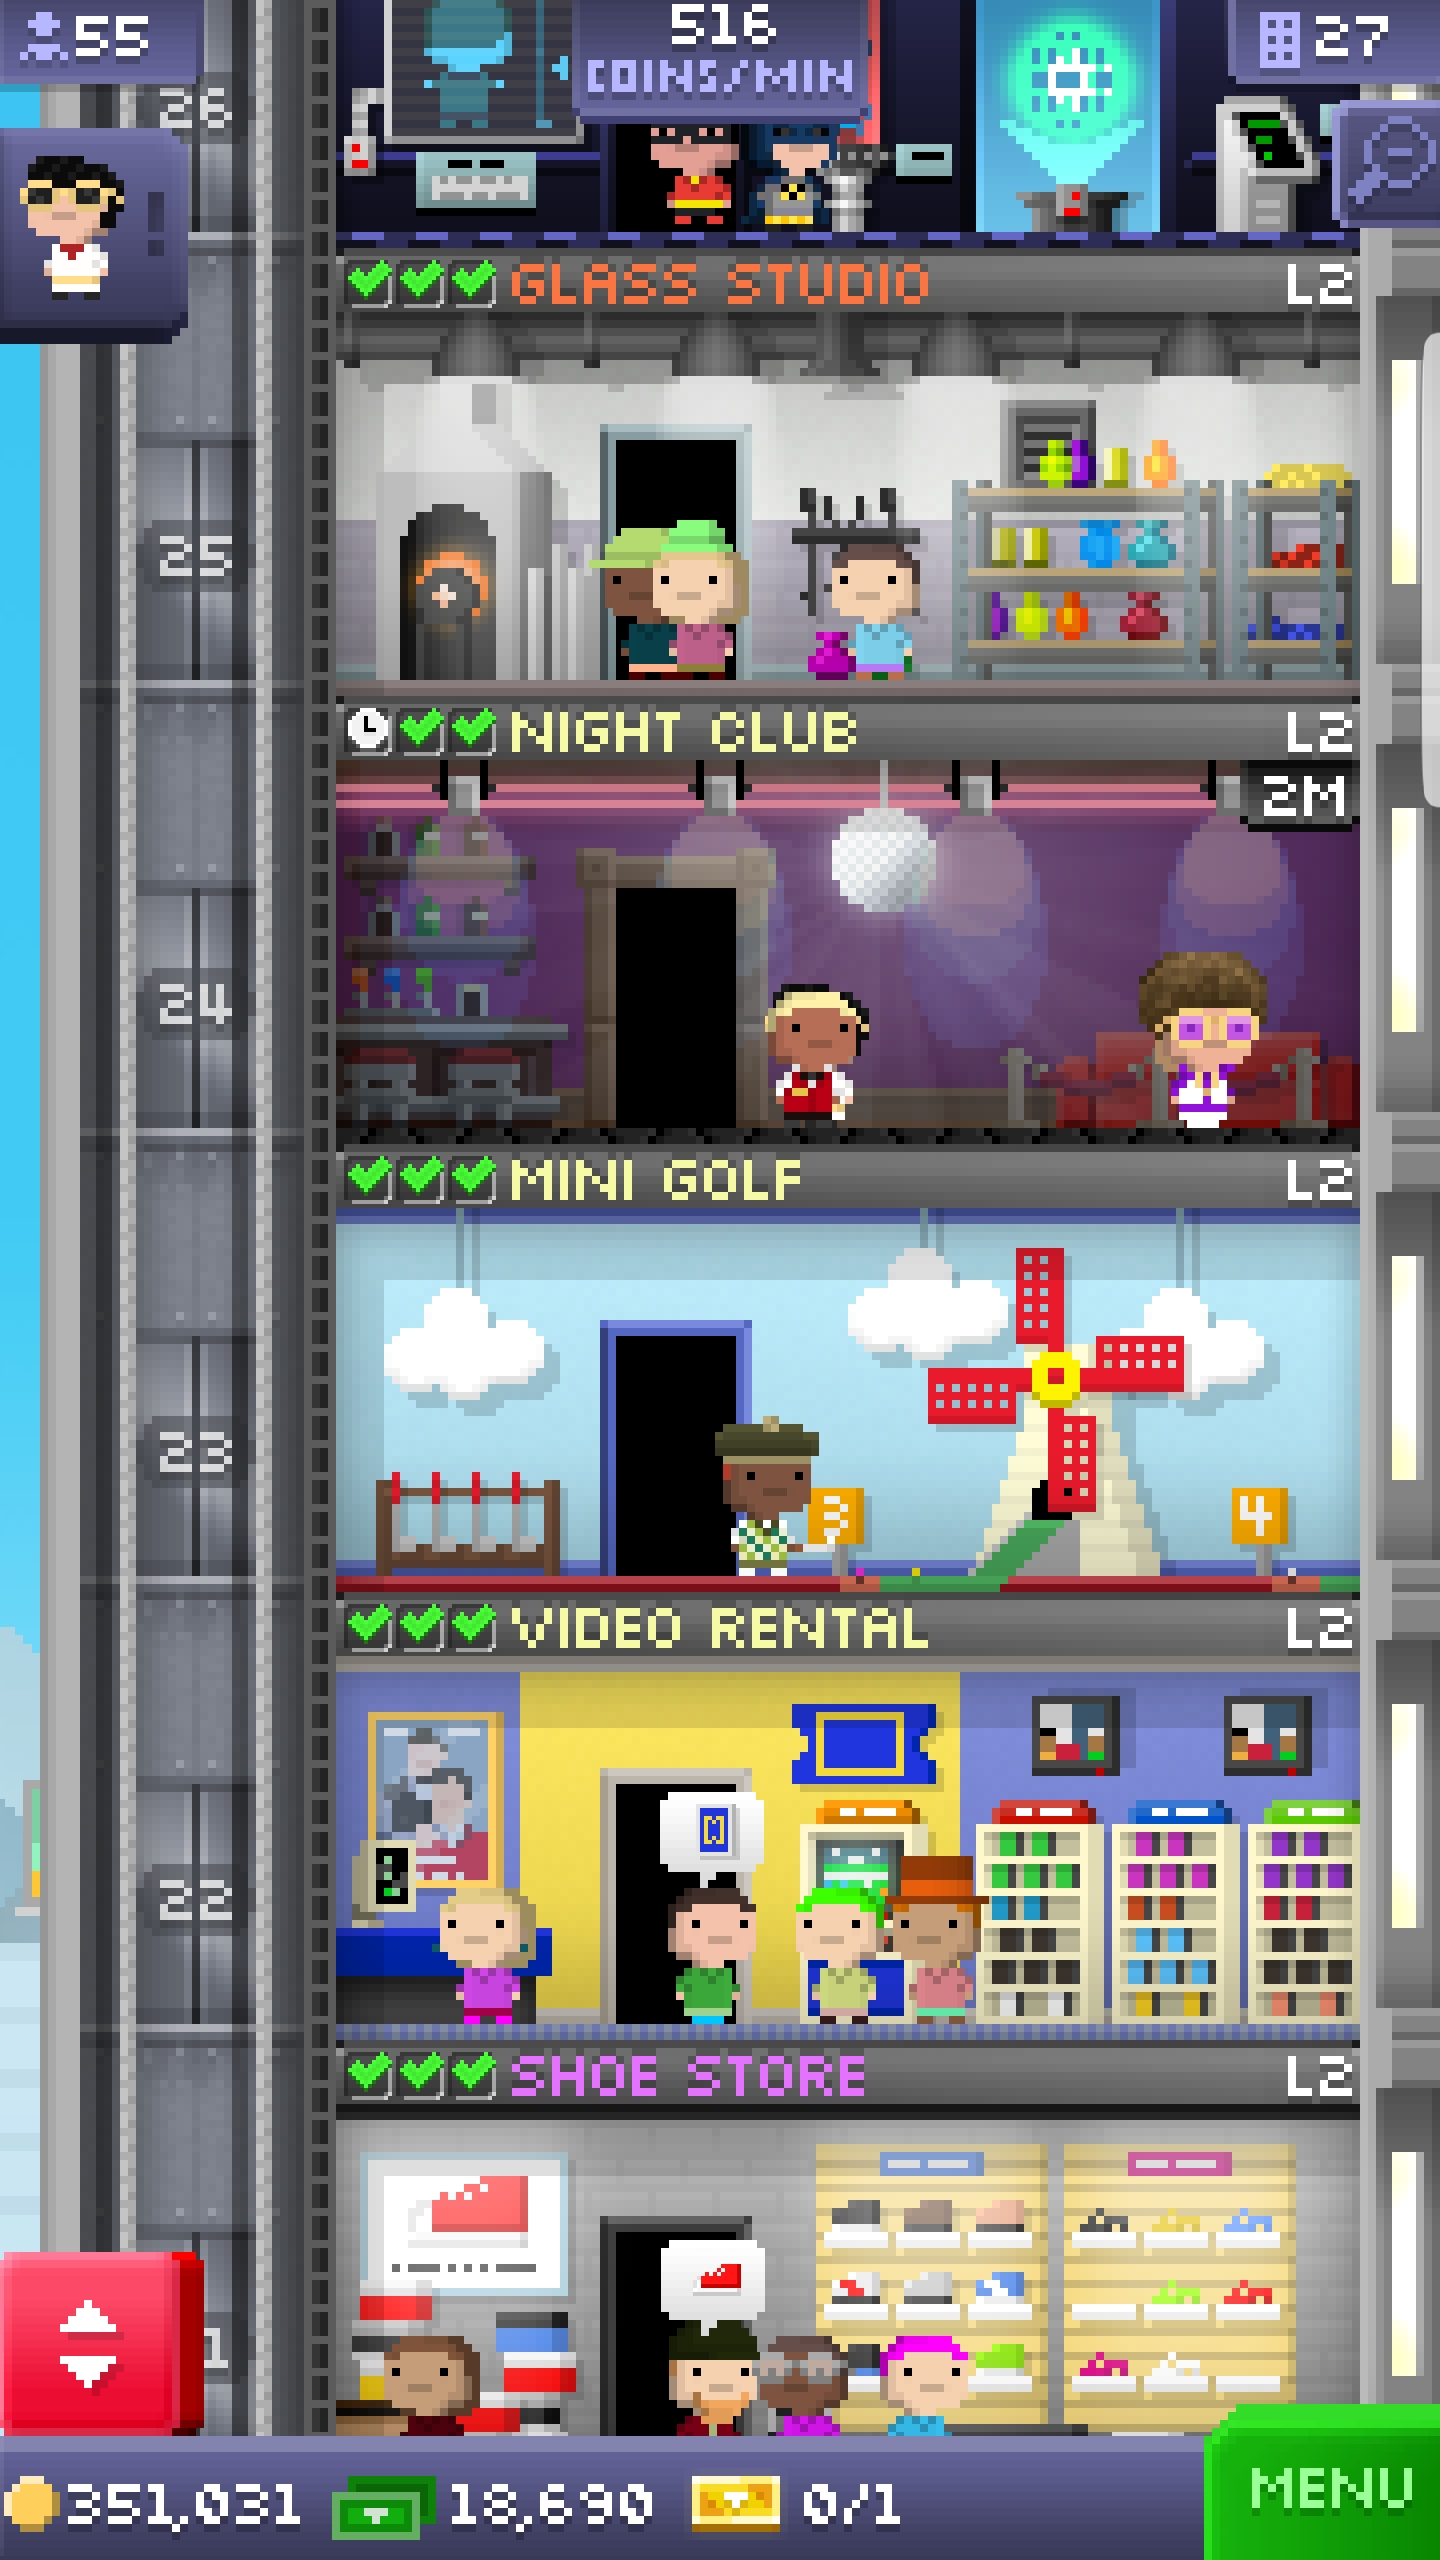 55
516
COINS/MIN
27
26
GLASS STUDIO L2
25
NIGHT CLUB L2
2M
24
MINI GOLF L2
23
3
4
VIDEO RENTAL L2
22
SHOE STORE L2
1
351,031 18,690 0/1
MENU